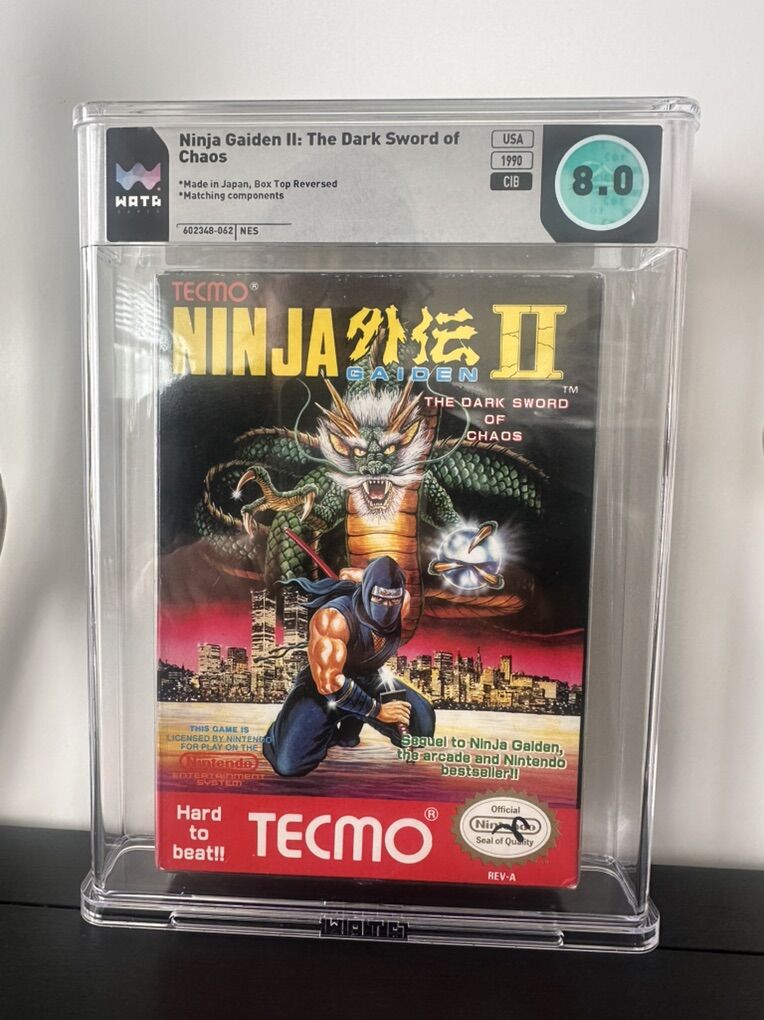 Ninja Gaiden II: The Dark Sword of
Chaos
*Made in Japan, Box Top Reversed
*Matching components
602348-062 NES
USA
1990
CIB
8.0
WATA
GAMES
TECMO®
NINJA 外伝 II
GAIDEN
TM
THE DARK SWORD
OF
CHAOS
THIS GAME IS
LICENSED BY NINTENDO
FOR PLAY ON THE
Nintendo
ENTERTAINMENT
SYSTEM
Sequel to Ninja Gaiden,
the arcade and Nintendo
bestseller!!
Hard
to
beat!!
TECMO®
Official
Nintendo
Seal of Quality
REV-A
WATA